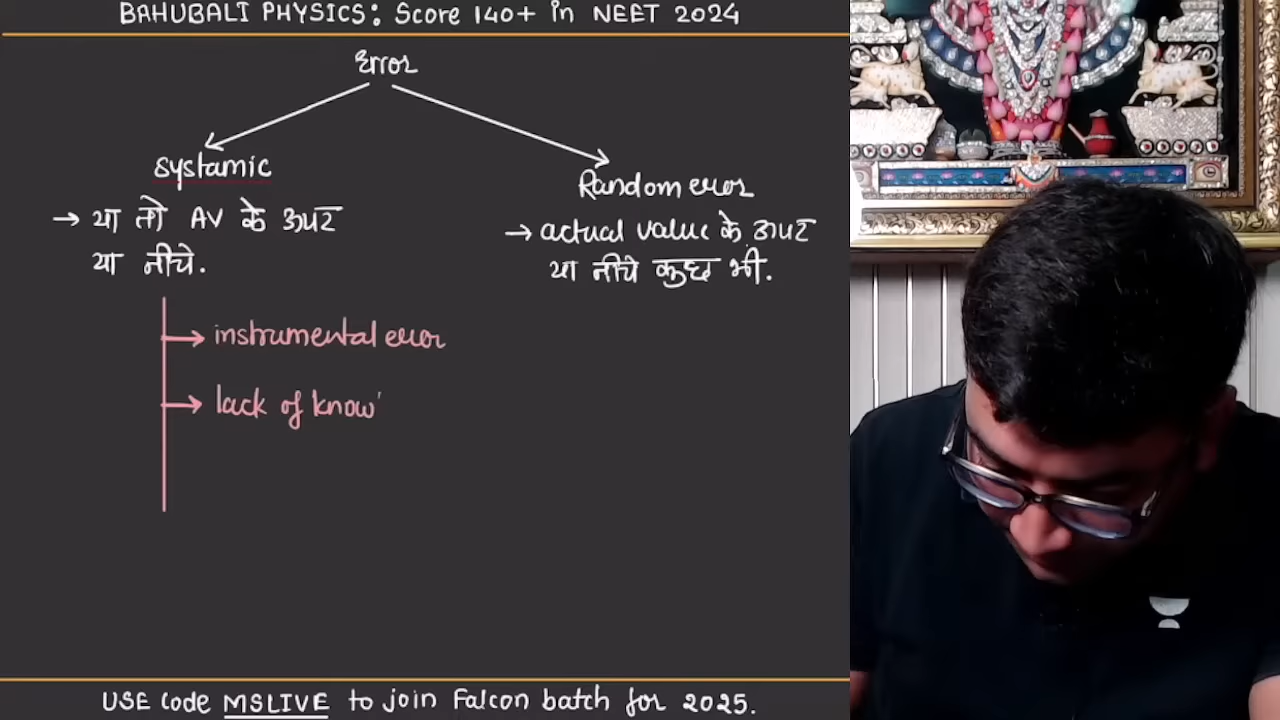 BAHUBALI PHYSICS: Score 140+ in NEET 2024
Error
Systamic
→ या तो AV के ऊपर
या नीचे.
Random error
→ actual value के ऊपर
या नीचे कुछ भी.
→ instrumental error
→ lack of know
USE Code MSLIVE to join Falcon batch for 2025.